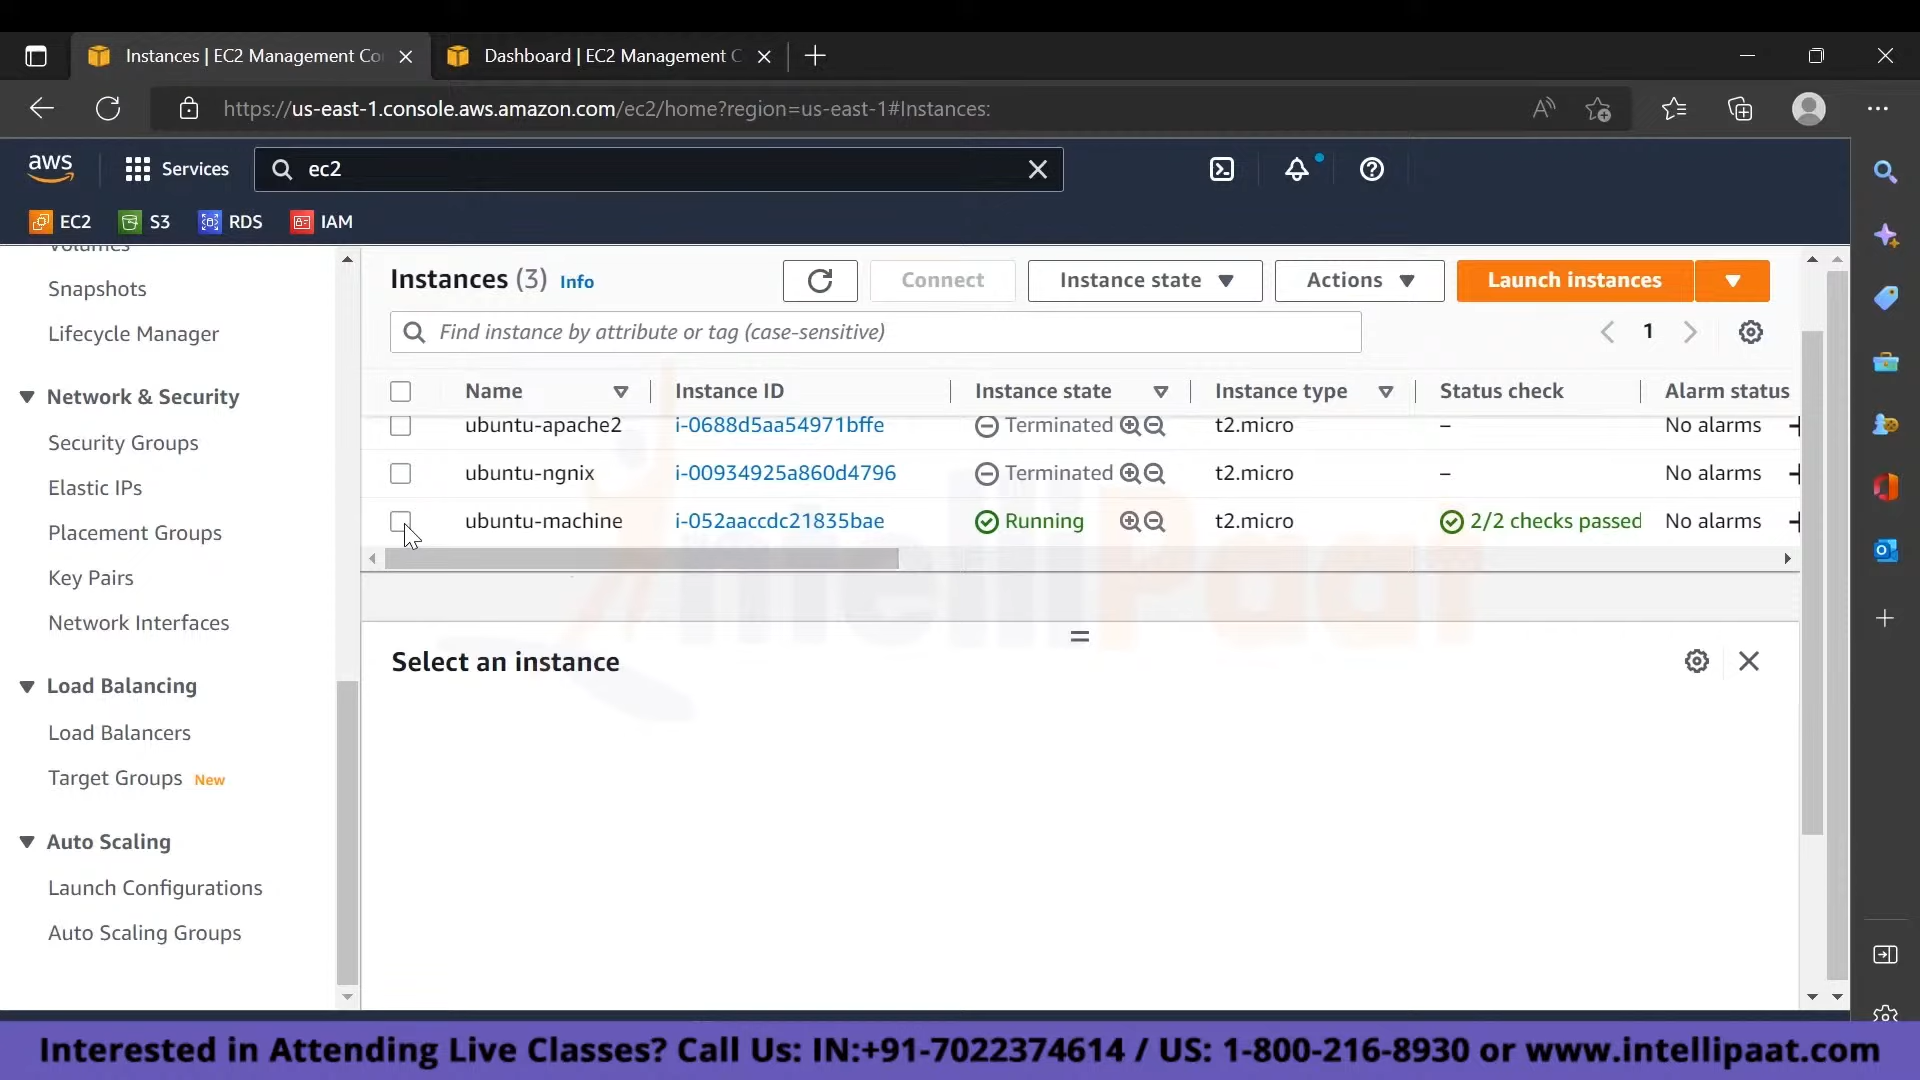 Instances | EC2 Management Co
Dashboard | EC2 Management C
https://us-east-1.console.aws.amazon.com/ec2/home?region=us-east-1#Instances:
aws
Services
ec2
EC2
S3
RDS
IAM
Volumes
Snapshots
Lifecycle Manager
Network & Security
Security Groups
Elastic IPs
Placement Groups
Key Pairs
Network Interfaces
Load Balancing
Load Balancers
Target Groups New
Auto Scaling
Launch Configurations
Auto Scaling Groups
Instances (3) Info
Connect
Instance state
Actions
Launch instances
Find instance by attribute or tag (case-sensitive)
1
Name Instance ID Instance state Instance type Status check Alarm status
ubuntu-apache2 i-0688d5aa54971bffe Terminated t2.micro – No alarms
ubuntu-ngnix i-00934925a860d4796 Terminated t2.micro – No alarms
ubuntu-machine i-052aaccdc21835bae Running t2.micro 2/2 checks passed No alarms
IntelliPaat
Select an instance
Interested in Attending Live Classes? Call Us: IN:+91-7022374614 / US: 1-800-216-8930 or www.intellipaat.com